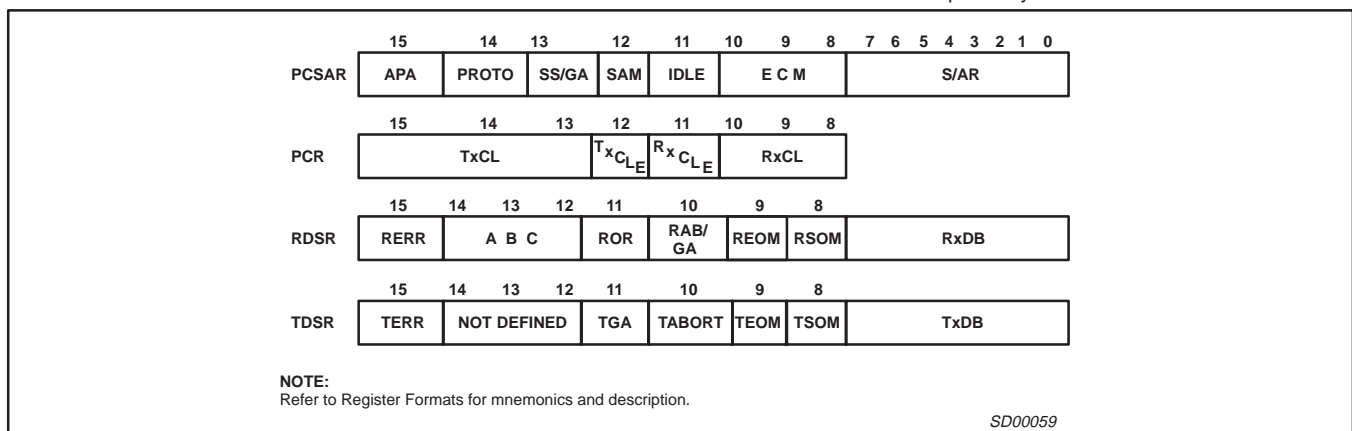 15 14 13 12 11 10 9 8 7 6 5 4 3 2 1 0
PCSAR APA PROTO SS/GA SAM IDLE E C M S/AR
15 14 13 12 11 10 9 8
PCR TxCL TxCLE RxCLE RxCL
15 14 13 12 11 10 9 8
RDSR RERR A B C ROR RAB/GA REOM RSOM RxDB
15 14 13 12 11 10 9 8
TDSR TERR NOT DEFINED TGA TABORT TEOM TSOM TxDB
NOTE:
Refer to Register Formats for mnemonics and description.
SD00059